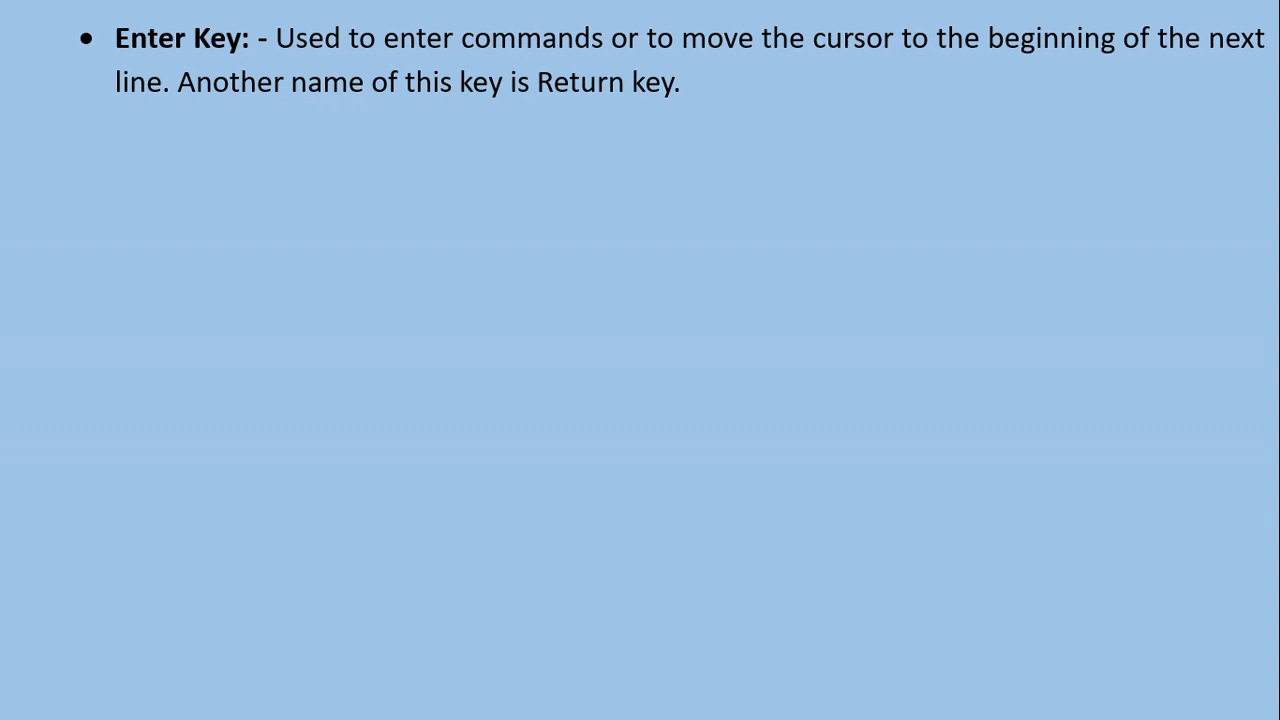 • Enter Key: - Used to enter commands or to move the cursor to the beginning of the next
line. Another name of this key is Return key.